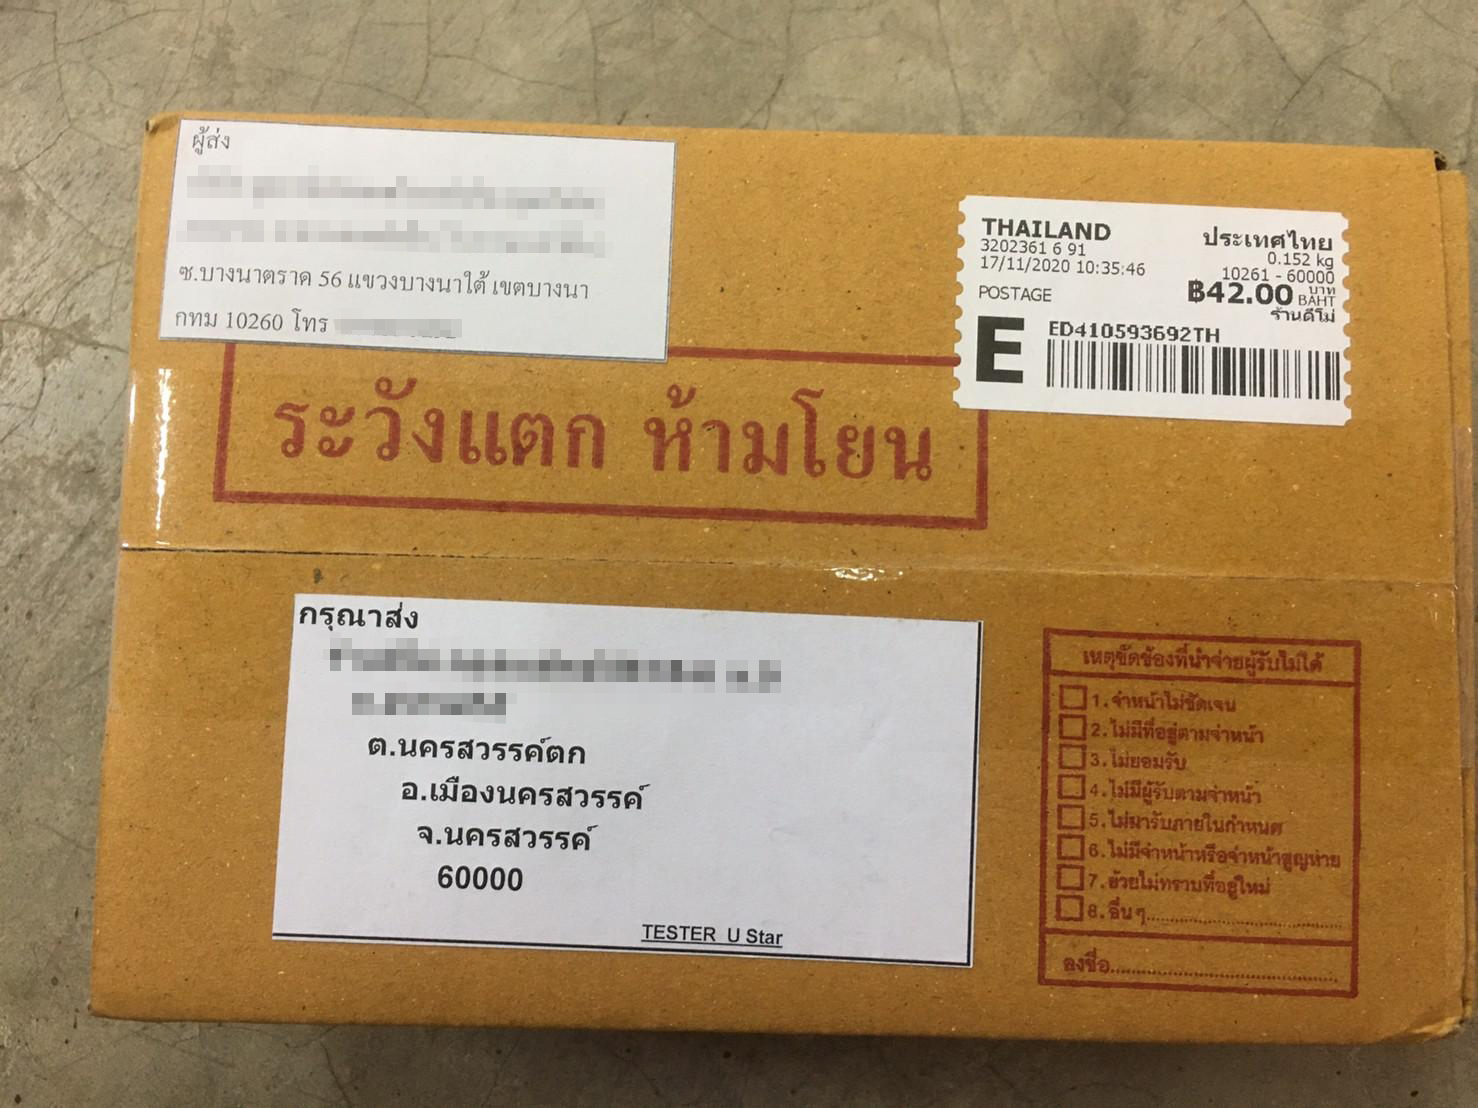 ผู้ส่ง
ซ.บางนาตราด 56 แขวงบางนาใต้ เขตบางนา
กทม 10260 โทร
THAILAND
ประเทศไทย
3202361 6 91
0.152 kg
17/11/2020 10:35:46
10261 - 60000
POSTAGE
฿42.00 บาท BAHT
ร้านดีโม่
E
ED410593692TH
ระวังแตก ห้ามโยน
กรุณาส่ง
ต.นครสวรรค์ตก
อ.เมืองนครสวรรค์
จ.นครสวรรค์
60000
TESTER U Star
เหตุขัดข้องที่นำจ่ายผู้รับไม่ได้
1.จ่าหน้าไม่ชัดเจน
2.ไม่มีที่อยู่ตามจ่าหน้า
3.ไม่ยอมรับ
4.ไม่มีผู้รับตามจ่าหน้า
5.ไม่มารับภายในกำหนด
6.ไม่มีจ่าหน้าหรือจ่าหน้าสูญหาย
7.ย้ายไม่ทราบที่อยู่ใหม่
8.อื่นๆ
ลงชื่อ